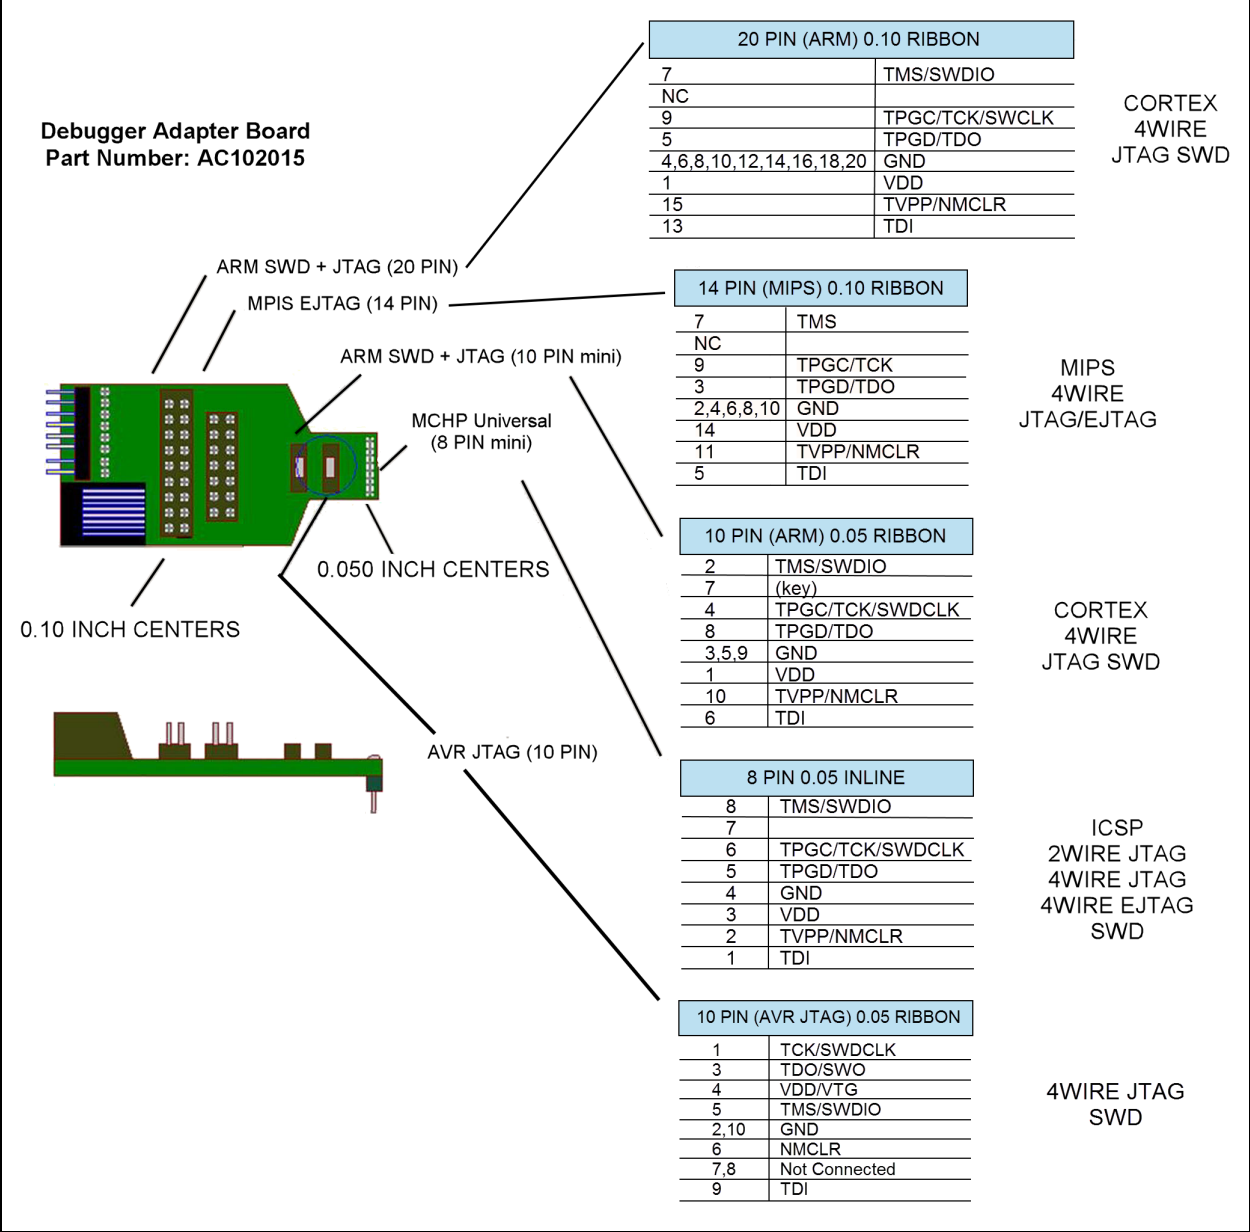 Debugger Adapter Board
Part Number: AC102015
ARM SWD + JTAG (20 PIN)
MPIS EJTAG (14 PIN)
ARM SWD + JTAG (10 PIN mini)
MCHP Universal
(8 PIN mini)
0.050 INCH CENTERS
0.10 INCH CENTERS
AVR JTAG (10 PIN)
20 PIN (ARM) 0.10 RIBBON
7 TMS/SWDIO
NC
9 TPGC/TCK/SWCLK
5 TPGD/TDO
4,6,8,10,12,14,16,18,20 GND
1 VDD
15 TVPP/NMCLR
13 TDI
CORTEX
4WIRE
JTAG SWD
14 PIN (MIPS) 0.10 RIBBON
7 TMS
NC
9 TPGC/TCK
3 TPGD/TDO
2,4,6,8,10 GND
14 VDD
11 TVPP/NMCLR
5 TDI
MIPS
4WIRE
JTAG/EJTAG
10 PIN (ARM) 0.05 RIBBON
2 TMS/SWDIO
7 (key)
4 TPGC/TCK/SWDCLK
8 TPGD/TDO
3,5,9 GND
1 VDD
10 TVPP/NMCLR
6 TDI
CORTEX
4WIRE
JTAG SWD
8 PIN 0.05 INLINE
8 TMS/SWDIO
7
6 TPGC/TCK/SWDCLK
5 TPGD/TDO
4 GND
3 VDD
2 TVPP/NMCLR
1 TDI
ICSP
2WIRE JTAG
4WIRE JTAG
4WIRE EJTAG
SWD
10 PIN (AVR JTAG) 0.05 RIBBON
1 TCK/SWDCLK
3 TDO/SWO
4 VDD/VTG
5 TMS/SWDIO
2,10 GND
6 NMCLR
7,8 Not Connected
9 TDI
4WIRE JTAG
SWD